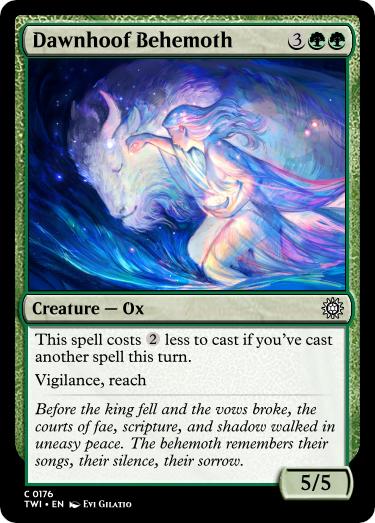 Dawnhoof Behemoth 3
Creature — Ox
This spell costs 2 less to cast if you've cast
another spell this turn.
Vigilance, reach
Before the king fell and the vows broke, the
courts of fae, scripture, and shadow walked in
uneasy peace. The behemoth remembers their
songs, their silence, their sorrow.
5/5
C 0176
TWI • EN Evi Gilatio